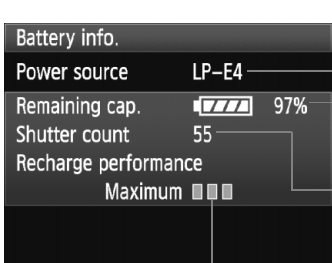 Battery info.
Power source LP-E4
Remaining cap. 97%
Shutter count 55
Recharge performance
Maximum